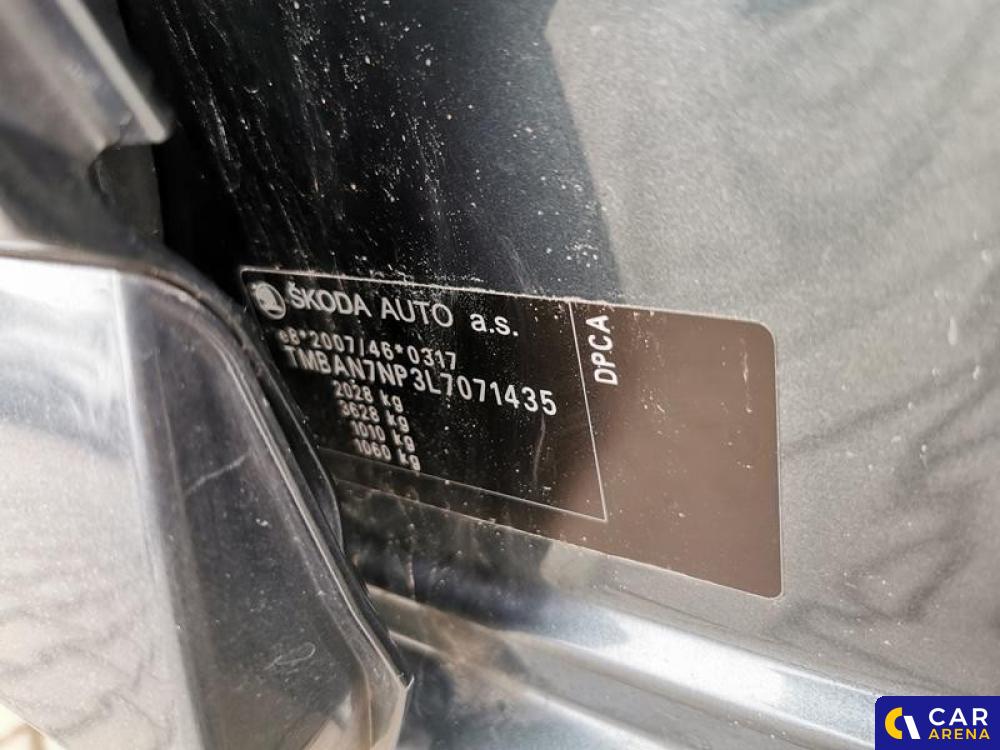 ŠKODA AUTO a.s.
e8*2007/46*0317
TMBAN7NP3L7071435
2028 kg
3628 kg
1010 kg
1060 kg
DPCA
CAR
ARENA